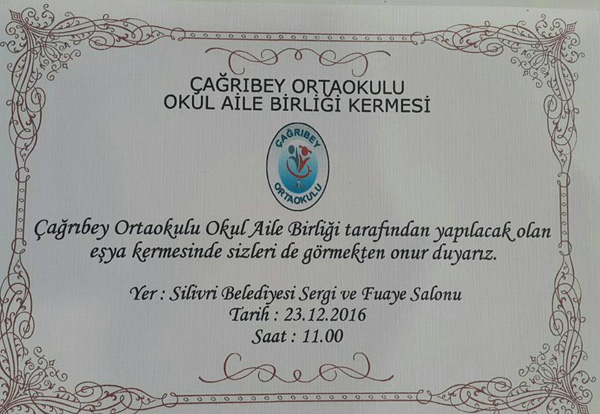 ÇAĞRIBEY ORTAOKULU
OKUL AİLE BİRLİĞİ KERMESİ
ÇAĞRIBEY
ORTAOKULU
Çağrıbey Ortaokulu Okul Aile Birliği tarafından yapılacak olan
eşya kermesinde sizleri de görmekten onur duyarız.
Yer : Silivri Belediyesi Sergi ve Fuaye Salonu
Tarih : 23.12.2016
Saat : 11.00